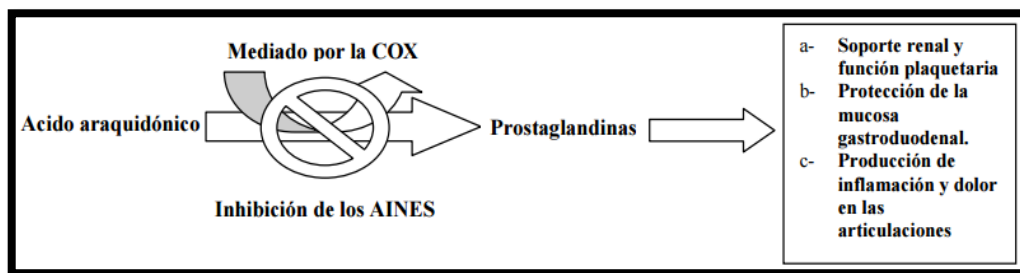 Mediado por la COX
Acido araquidónico
Prostaglandinas
Inhibición de los AINES
a- Soporte renal y
función plaquetaria
b- Protección de la
mucosa
gastroduodenal.
c- Producción de
inflamación y dolor
en las
articulaciones